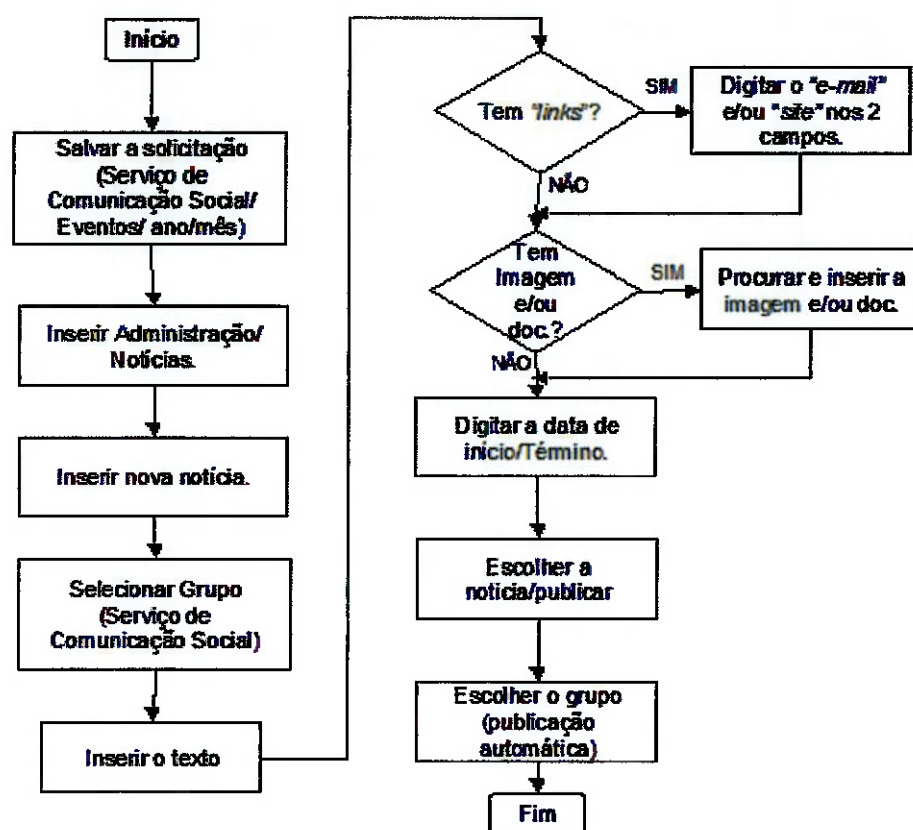 Início
Salvar a solicitação
(Serviço de
Comunicação Social/
Eventos/ ano/mês)
Inserir Administração/
Notícias.
Inserir nova notícia.
Selecionar Grupo
(Serviço de
Comunicação Social)
Inserir o texto
Tem "links"?
SIM
Digitar o "e-mail"
e/ou "site" nos 2
campos.
NÃO
Tem
Imagem
e/ou
doc.?
SIM
Procurar e inserir a
imagem e/ou doc.
NÃO
Digitar a data de
início/Término.
Escolher a
notícia/publicar
Escolher o grupo
(publicação
automática)
Fim